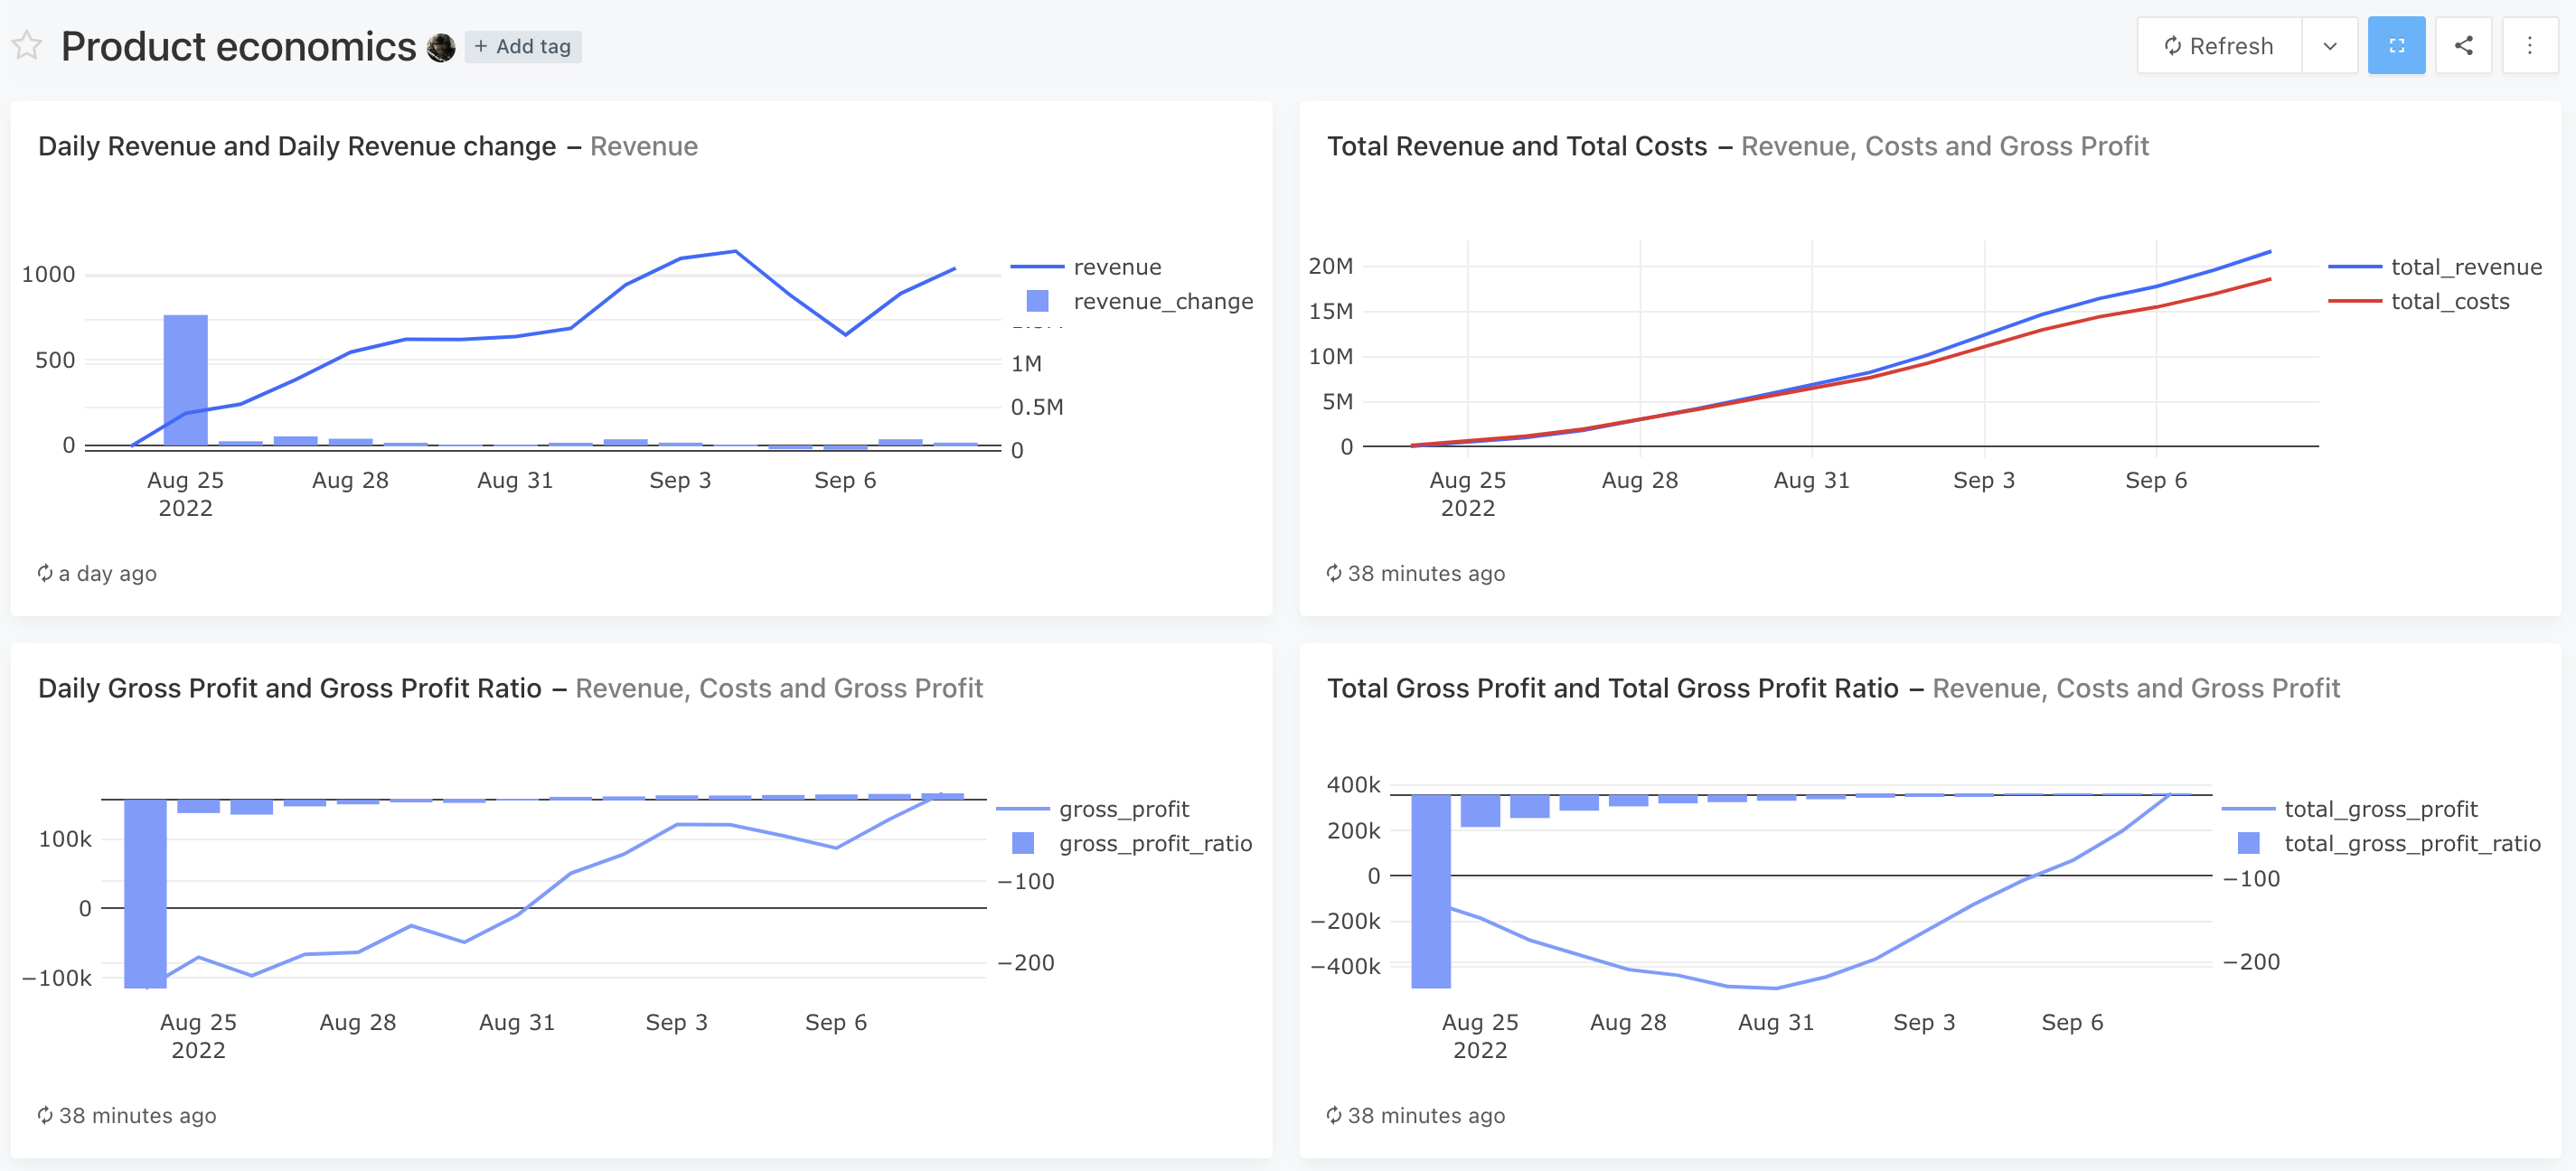 Product economics + Add tag
Refresh
Daily Revenue and Daily Revenue change – Revenue
1000
500
0
1M
0.5M
0
revenue
revenue_change
Aug 25 Aug 28 Aug 31 Sep 3 Sep 6
2022
a day ago
Total Revenue and Total Costs – Revenue, Costs and Gross Profit
20M
15M
10M
5M
0
total_revenue
total_costs
Aug 25 Aug 28 Aug 31 Sep 3 Sep 6
2022
38 minutes ago
Daily Gross Profit and Gross Profit Ratio – Revenue, Costs and Gross Profit
100k
0
−100k
gross_profit
gross_profit_ratio
−100
−200
Aug 25 Aug 28 Aug 31 Sep 3 Sep 6
2022
38 minutes ago
Total Gross Profit and Total Gross Profit Ratio – Revenue, Costs and Gross Profit
400k
200k
0
−200k
−400k
total_gross_profit
total_gross_profit_ratio
−100
−200
Aug 25 Aug 28 Aug 31 Sep 3 Sep 6
2022
38 minutes ago